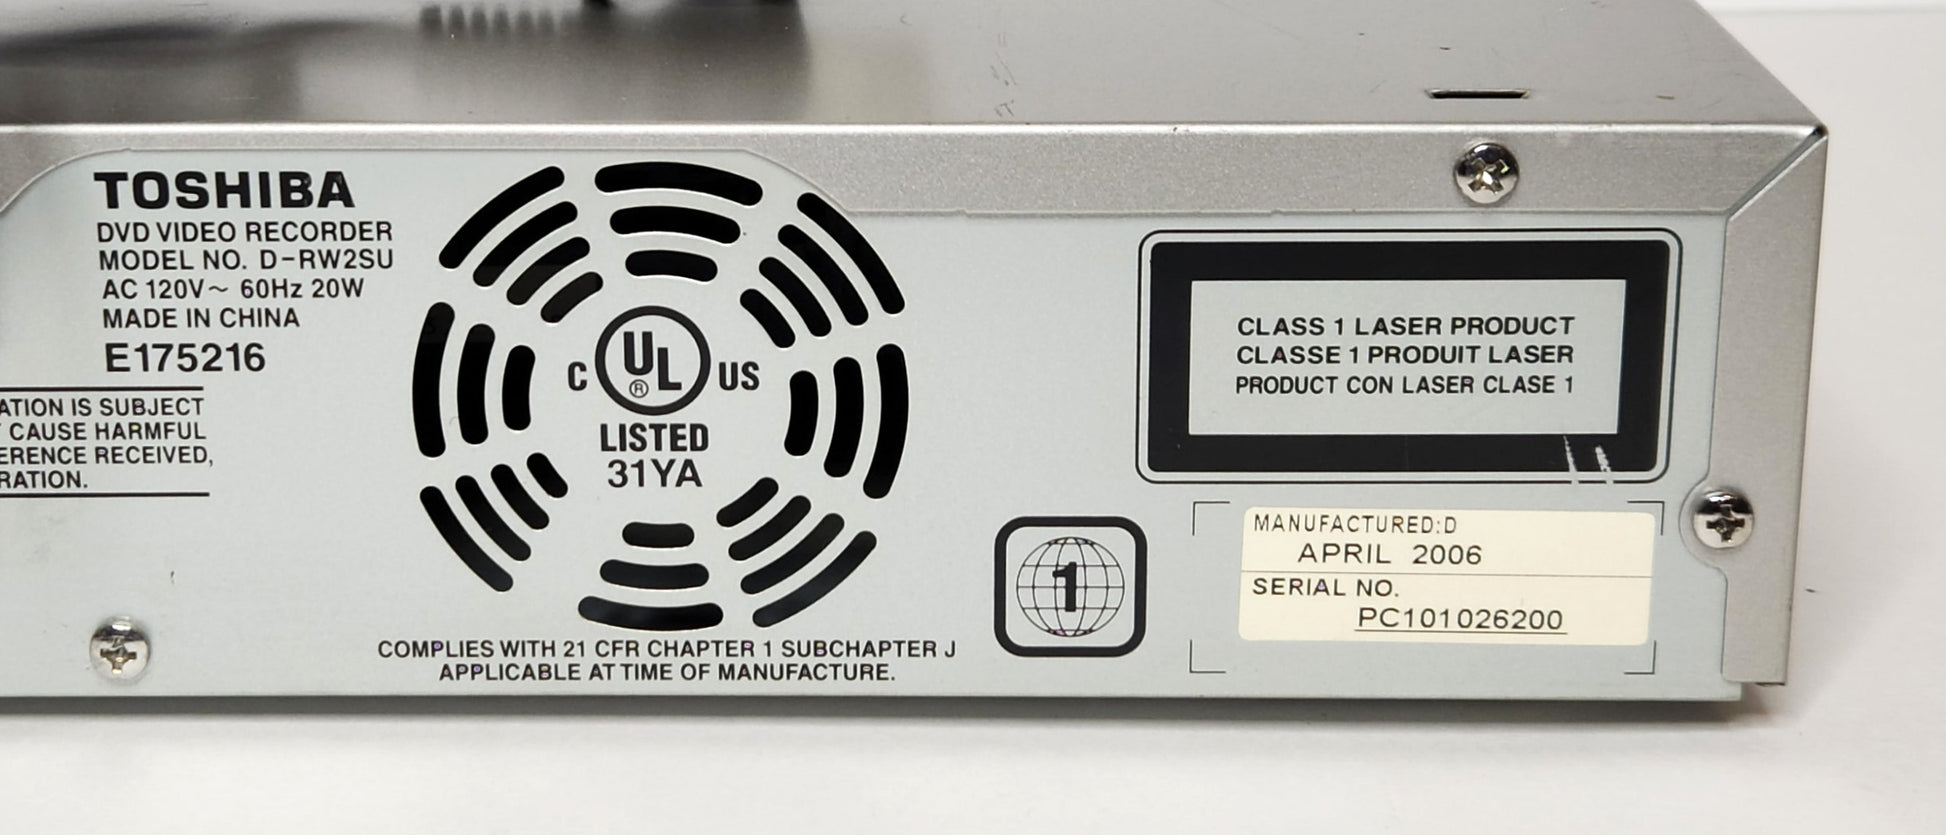 TOSHIBA
DVD VIDEO RECORDER
MODEL NO. D-RW2SU
AC 120V~ 60Hz 20W
MADE IN CHINA
E175216
ATION IS SUBJECT
CAUSE HARMFUL
ERENCE RECEIVED,
RATION.
C UL® US
LISTED
31YA
COMPLIES WITH 21 CFR CHAPTER 1 SUBCHAPTER J
APPLICABLE AT TIME OF MANUFACTURE.
1
CLASS 1 LASER PRODUCT
CLASSE 1 PRODUIT LASER
PRODUCT CON LASER CLASE 1
MANUFACTURED:D
APRIL 2006
SERIAL NO.
PC101026200